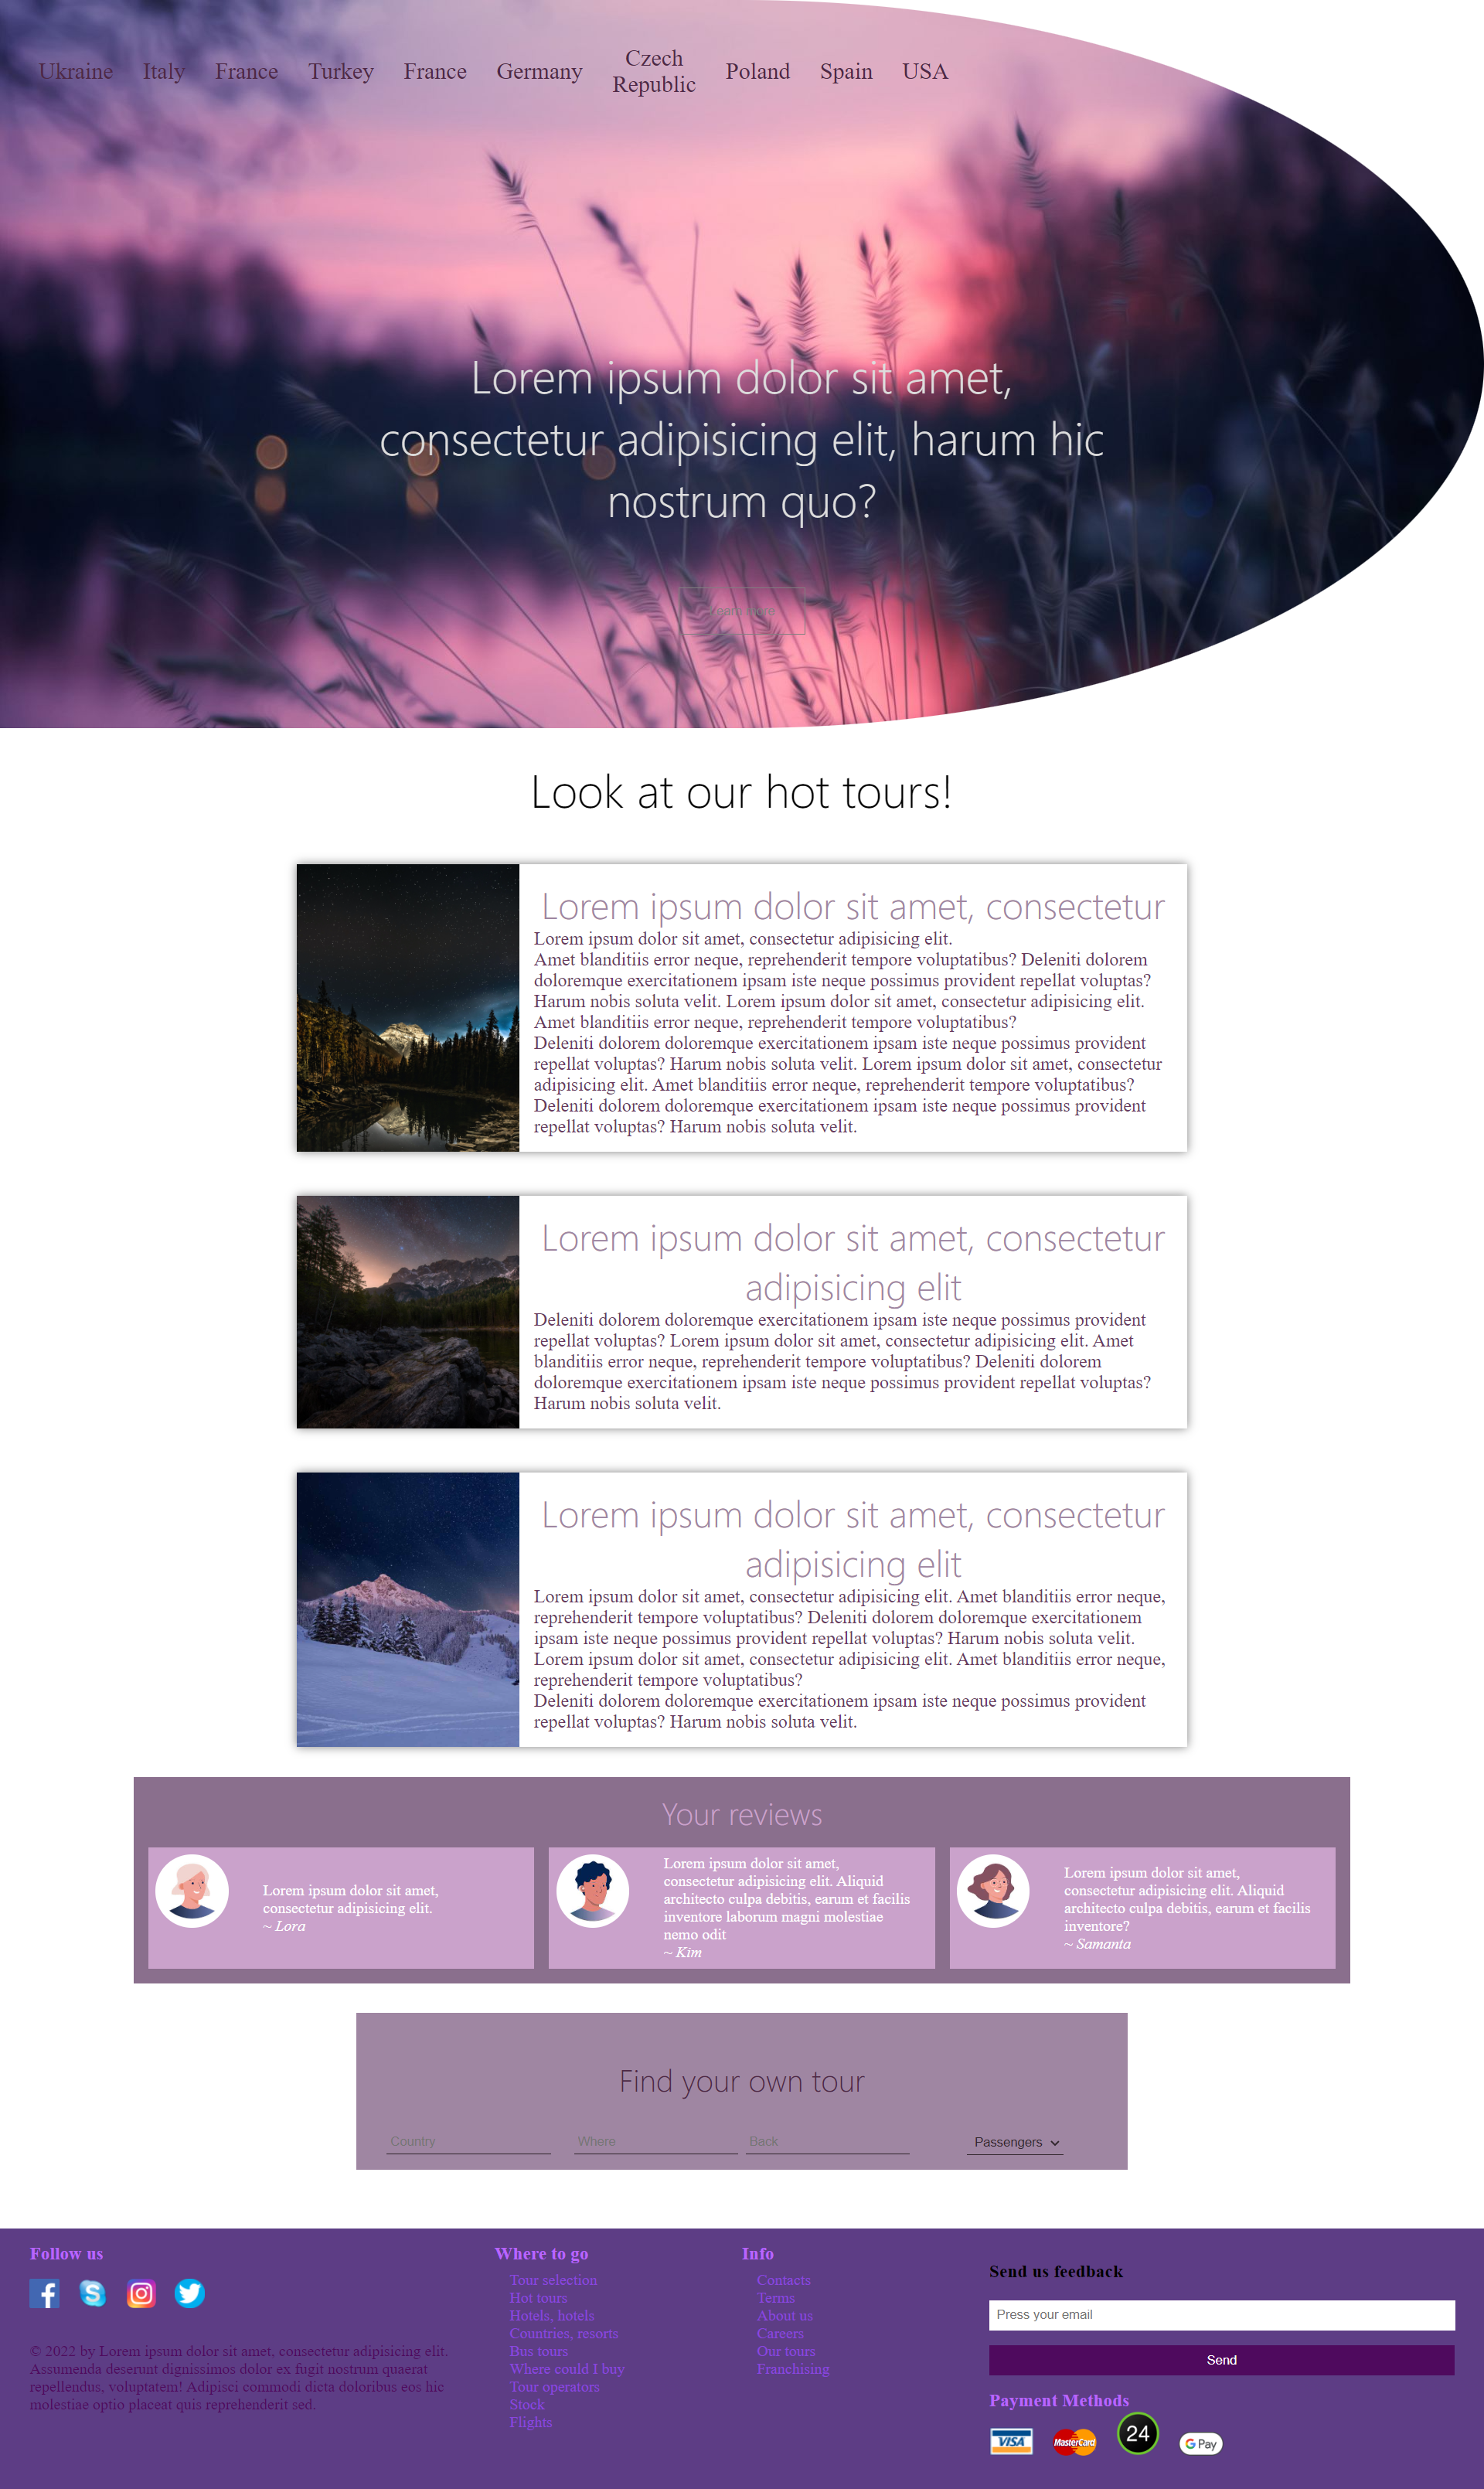 Ukraine Italy France Turkey France Germany Czech Republic Poland Spain USA
Lorem ipsum dolor sit amet,
consectetur adipisicing elit, harum hic
nostrum quo?
Learn more
Look at our hot tours!
Lorem ipsum dolor sit amet, consectetur
Lorem ipsum dolor sit amet, consectetur adipisicing elit.
Amet blanditiis error neque, reprehenderit tempore voluptatibus? Deleniti dolorem
doloremque exercitationem ipsam iste neque possimus provident repellat voluptas?
Harum nobis soluta velit. Lorem ipsum dolor sit amet, consectetur adipisicing elit.
Amet blanditiis error neque, reprehenderit tempore voluptatibus?
Deleniti dolorem doloremque exercitationem ipsam iste neque possimus provident
repellat voluptas? Harum nobis soluta velit. Lorem ipsum dolor sit amet, consectetur
adipisicing elit. Amet blanditiis error neque, reprehenderit tempore voluptatibus?
Deleniti dolorem doloremque exercitationem ipsam iste neque possimus provident
repellat voluptas? Harum nobis soluta velit.
Lorem ipsum dolor sit amet, consectetur
adipisicing elit
Deleniti dolorem doloremque exercitationem ipsam iste neque possimus provident
repellat voluptas? Lorem ipsum dolor sit amet, consectetur adipisicing elit. Amet
blanditiis error neque, reprehenderit tempore voluptatibus? Deleniti dolorem
doloremque exercitationem ipsam iste neque possimus provident repellat voluptas?
Harum nobis soluta velit.
Lorem ipsum dolor sit amet, consectetur
adipisicing elit
Lorem ipsum dolor sit amet, consectetur adipisicing elit. Amet blanditiis error neque,
reprehenderit tempore voluptatibus? Deleniti dolorem doloremque exercitationem
ipsam iste neque possimus provident repellat voluptas? Harum nobis soluta velit.
Lorem ipsum dolor sit amet, consectetur adipisicing elit. Amet blanditiis error neque,
reprehenderit tempore voluptatibus?
Deleniti dolorem doloremque exercitationem ipsam iste neque possimus provident
repellat voluptas? Harum nobis soluta velit.
Your reviews
Lorem ipsum dolor sit amet,
consectetur adipisicing elit.
~ Lora
Lorem ipsum dolor sit amet,
consectetur adipisicing elit. Aliquid
architecto culpa debitis, earum et facilis
inventore laborum magni molestiae
nemo odit
~ Kim
Lorem ipsum dolor sit amet,
consectetur adipisicing elit. Aliquid
architecto culpa debitis, earum et facilis
inventore?
~ Samanta
Find your own tour
Country Where Back Passengers
Follow us
© 2022 by Lorem ipsum dolor sit amet, consectetur adipisicing elit.
Assumenda deserunt dignissimos dolor ex fugit nostrum quaerat
repellendus, voluptatem! Adipisci commodi dicta doloribus eos hic
molestiae optio placeat quis reprehenderit sed.
Where to go
Tour selection
Hot tours
Hotels, hotels
Countries, resorts
Bus tours
Where could I buy
Tour operators
Stock
Flights
Info
Contacts
Terms
About us
Careers
Our tours
Franchising
Send us feedback
Press your email
Send
Payment Methods
VISA MasterCard 24 G Pay